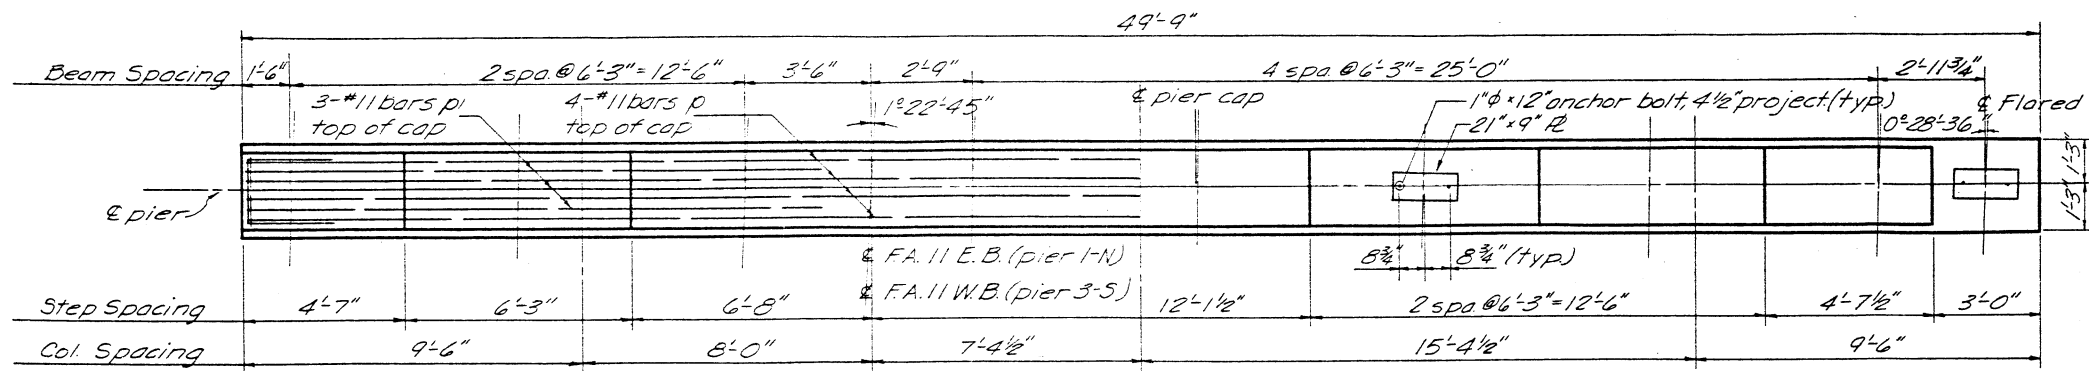 49'-9"
Beam Spacing 1'-6" 2 spa. @ 6'-3" = 12'-6" 3'-6" 2'-9" 4 spa. @ 6'-3" = 25'-0" 2'-11¾"
3-#11 bars p
top of cap
4-#11 bars p
top of cap
1°22'-45"
℄ pier cap
1"ϕ × 12" anchor bolt, 4½" project. (typ.)
21" × 9" ℞
℄ Flared
0°-28'-36"
1'-3" 1'-3"
℄ pier
℄ F.A. 11 E.B. (pier 1-N)
℄ F.A. 11 W.B. (pier 3-S)
8¾" 8¾" (typ.)
Step Spacing 4'-7" 6'-3" 6'-8" 12'-1½" 2 spa. @ 6'-3" = 12'-6" 4'-7½" 3'-0"
Col. Spacing 9'-6" 8'-0" 7'-4½" 15'-4½" 9'-6"